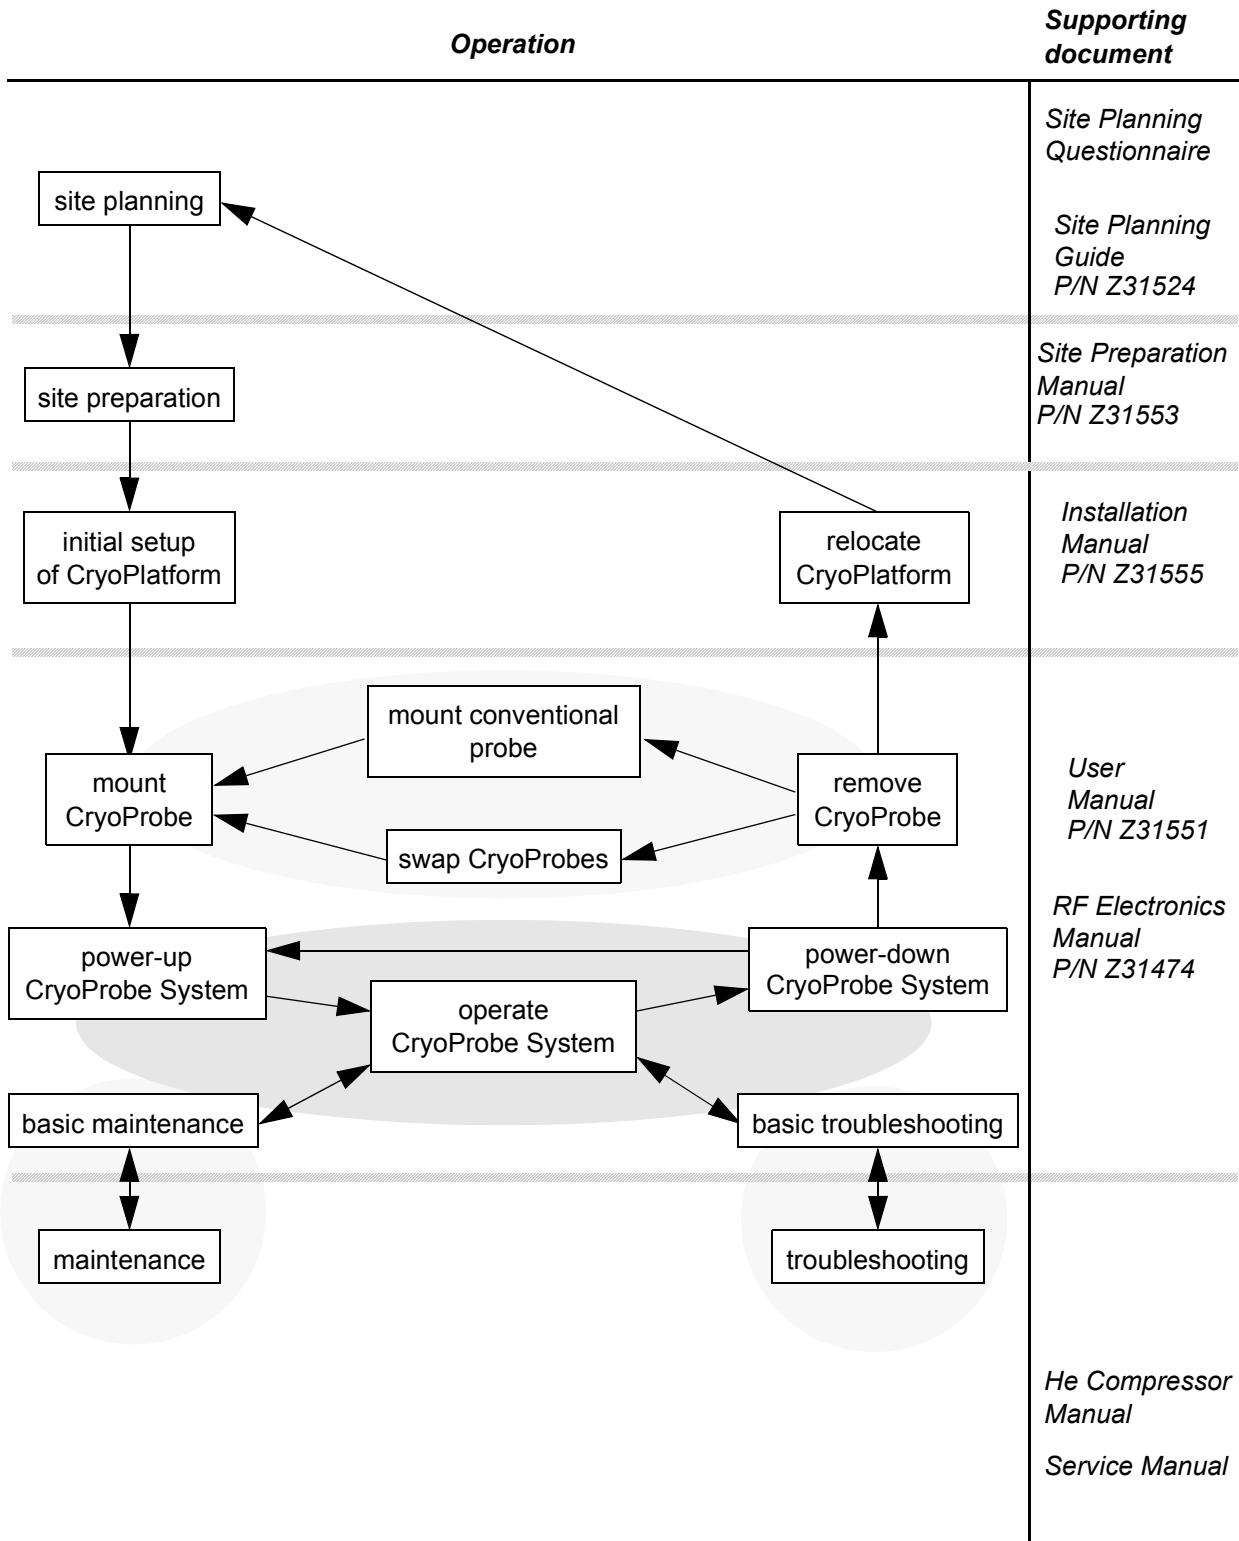 Operation
Supporting
document
Site Planning
Questionnaire
site planning
Site Planning
Guide
P/N Z31524
Site Preparation
Manual
P/N Z31553
site preparation
initial setup
of CryoPlatform
relocate
CryoPlatform
Installation
Manual
P/N Z31555
mount conventional
probe
mount
CryoProbe
remove
CryoProbe
User
Manual
P/N Z31551
swap CryoProbes
RF Electronics
Manual
P/N Z31474
power-up
CryoProbe System
power-down
CryoProbe System
operate
CryoProbe System
basic maintenance
basic troubleshooting
maintenance
troubleshooting
He Compressor
Manual
Service Manual